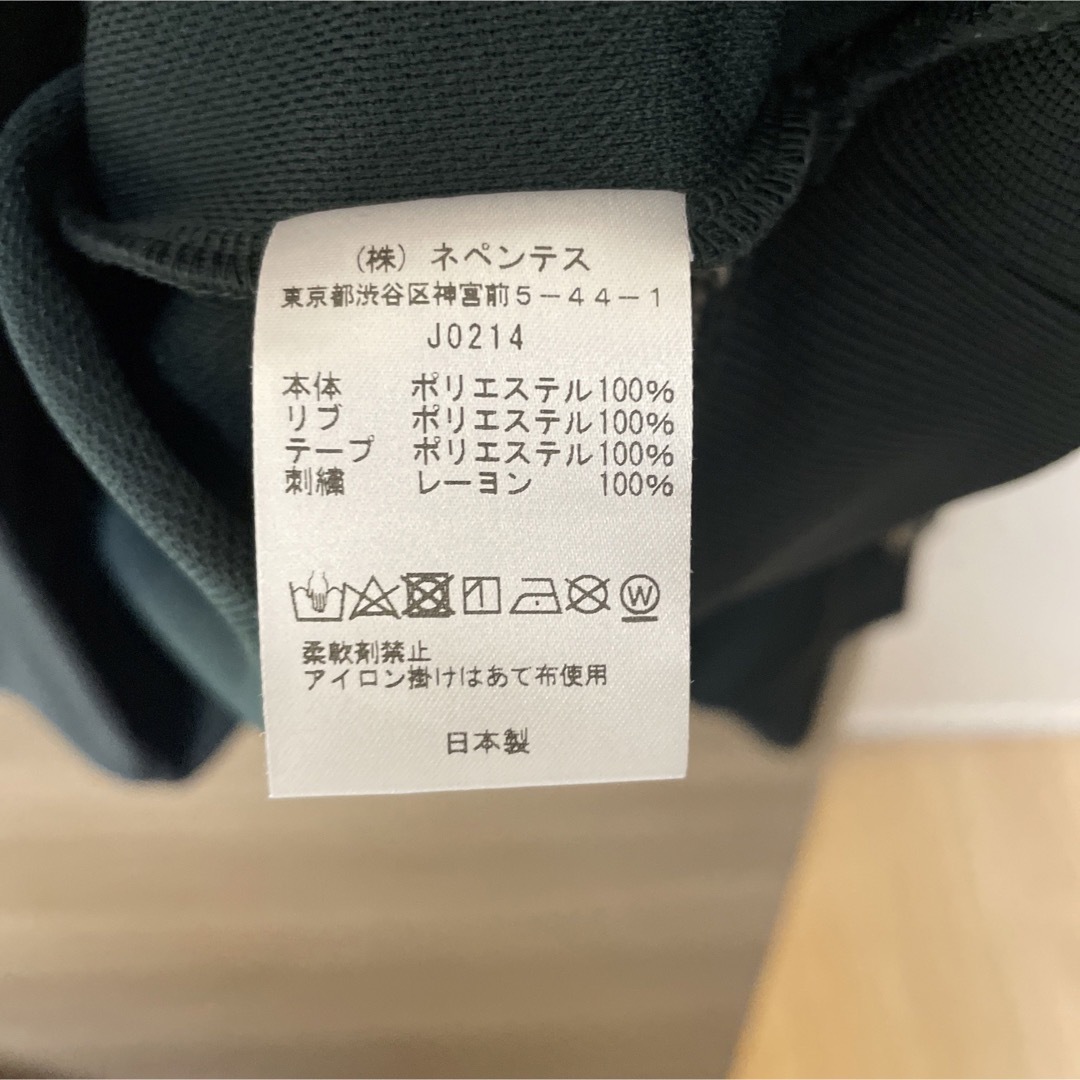 (株) ネペンテス
東京都渋谷区神宮前5-44-1
J0214
本体 ポリエステル100%
リブ ポリエステル100%
テープ ポリエステル100%
刺繍 レーヨン 100%
W
柔軟剤禁止
アイロン掛けはあて布使用
日本製